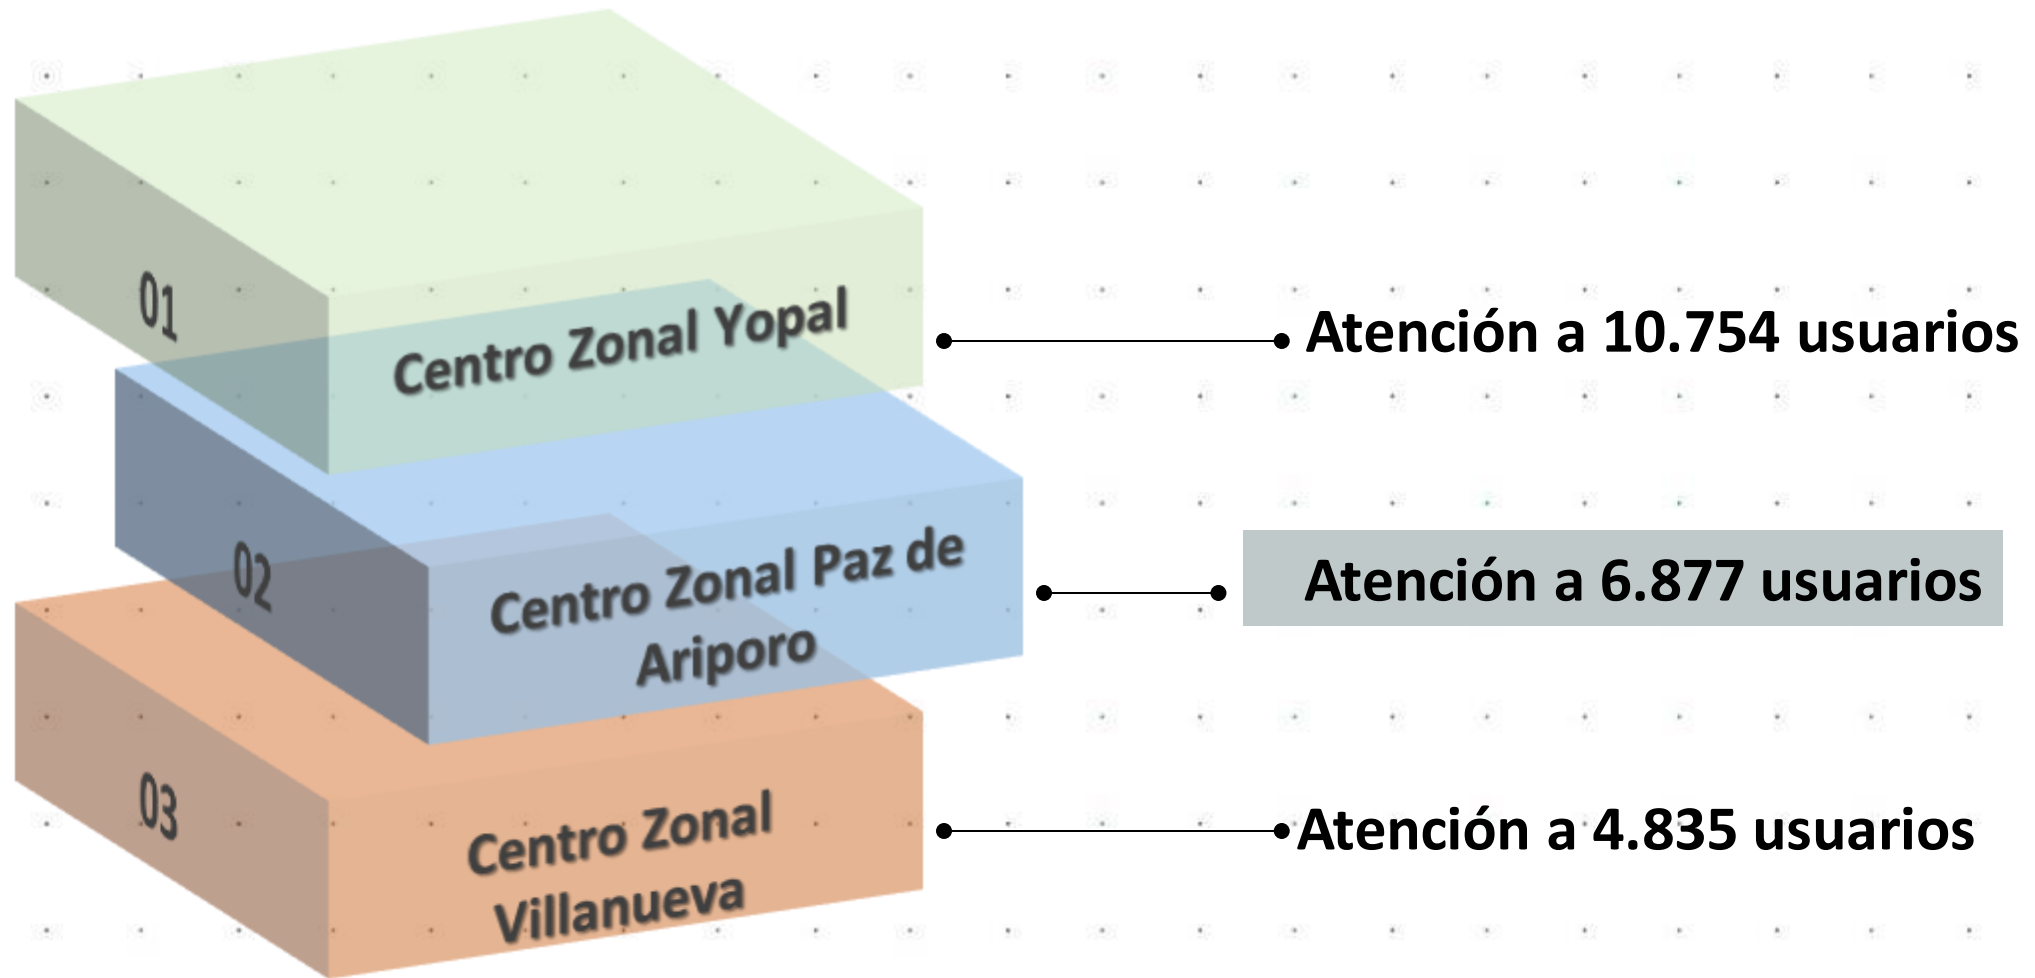 01
Centro Zonal Yopal
Atención a 10.754 usuarios
02
Centro Zonal Paz de
Ariporo
Atención a 6.877 usuarios
03
Centro Zonal
Villanueva
Atención a 4.835 usuarios